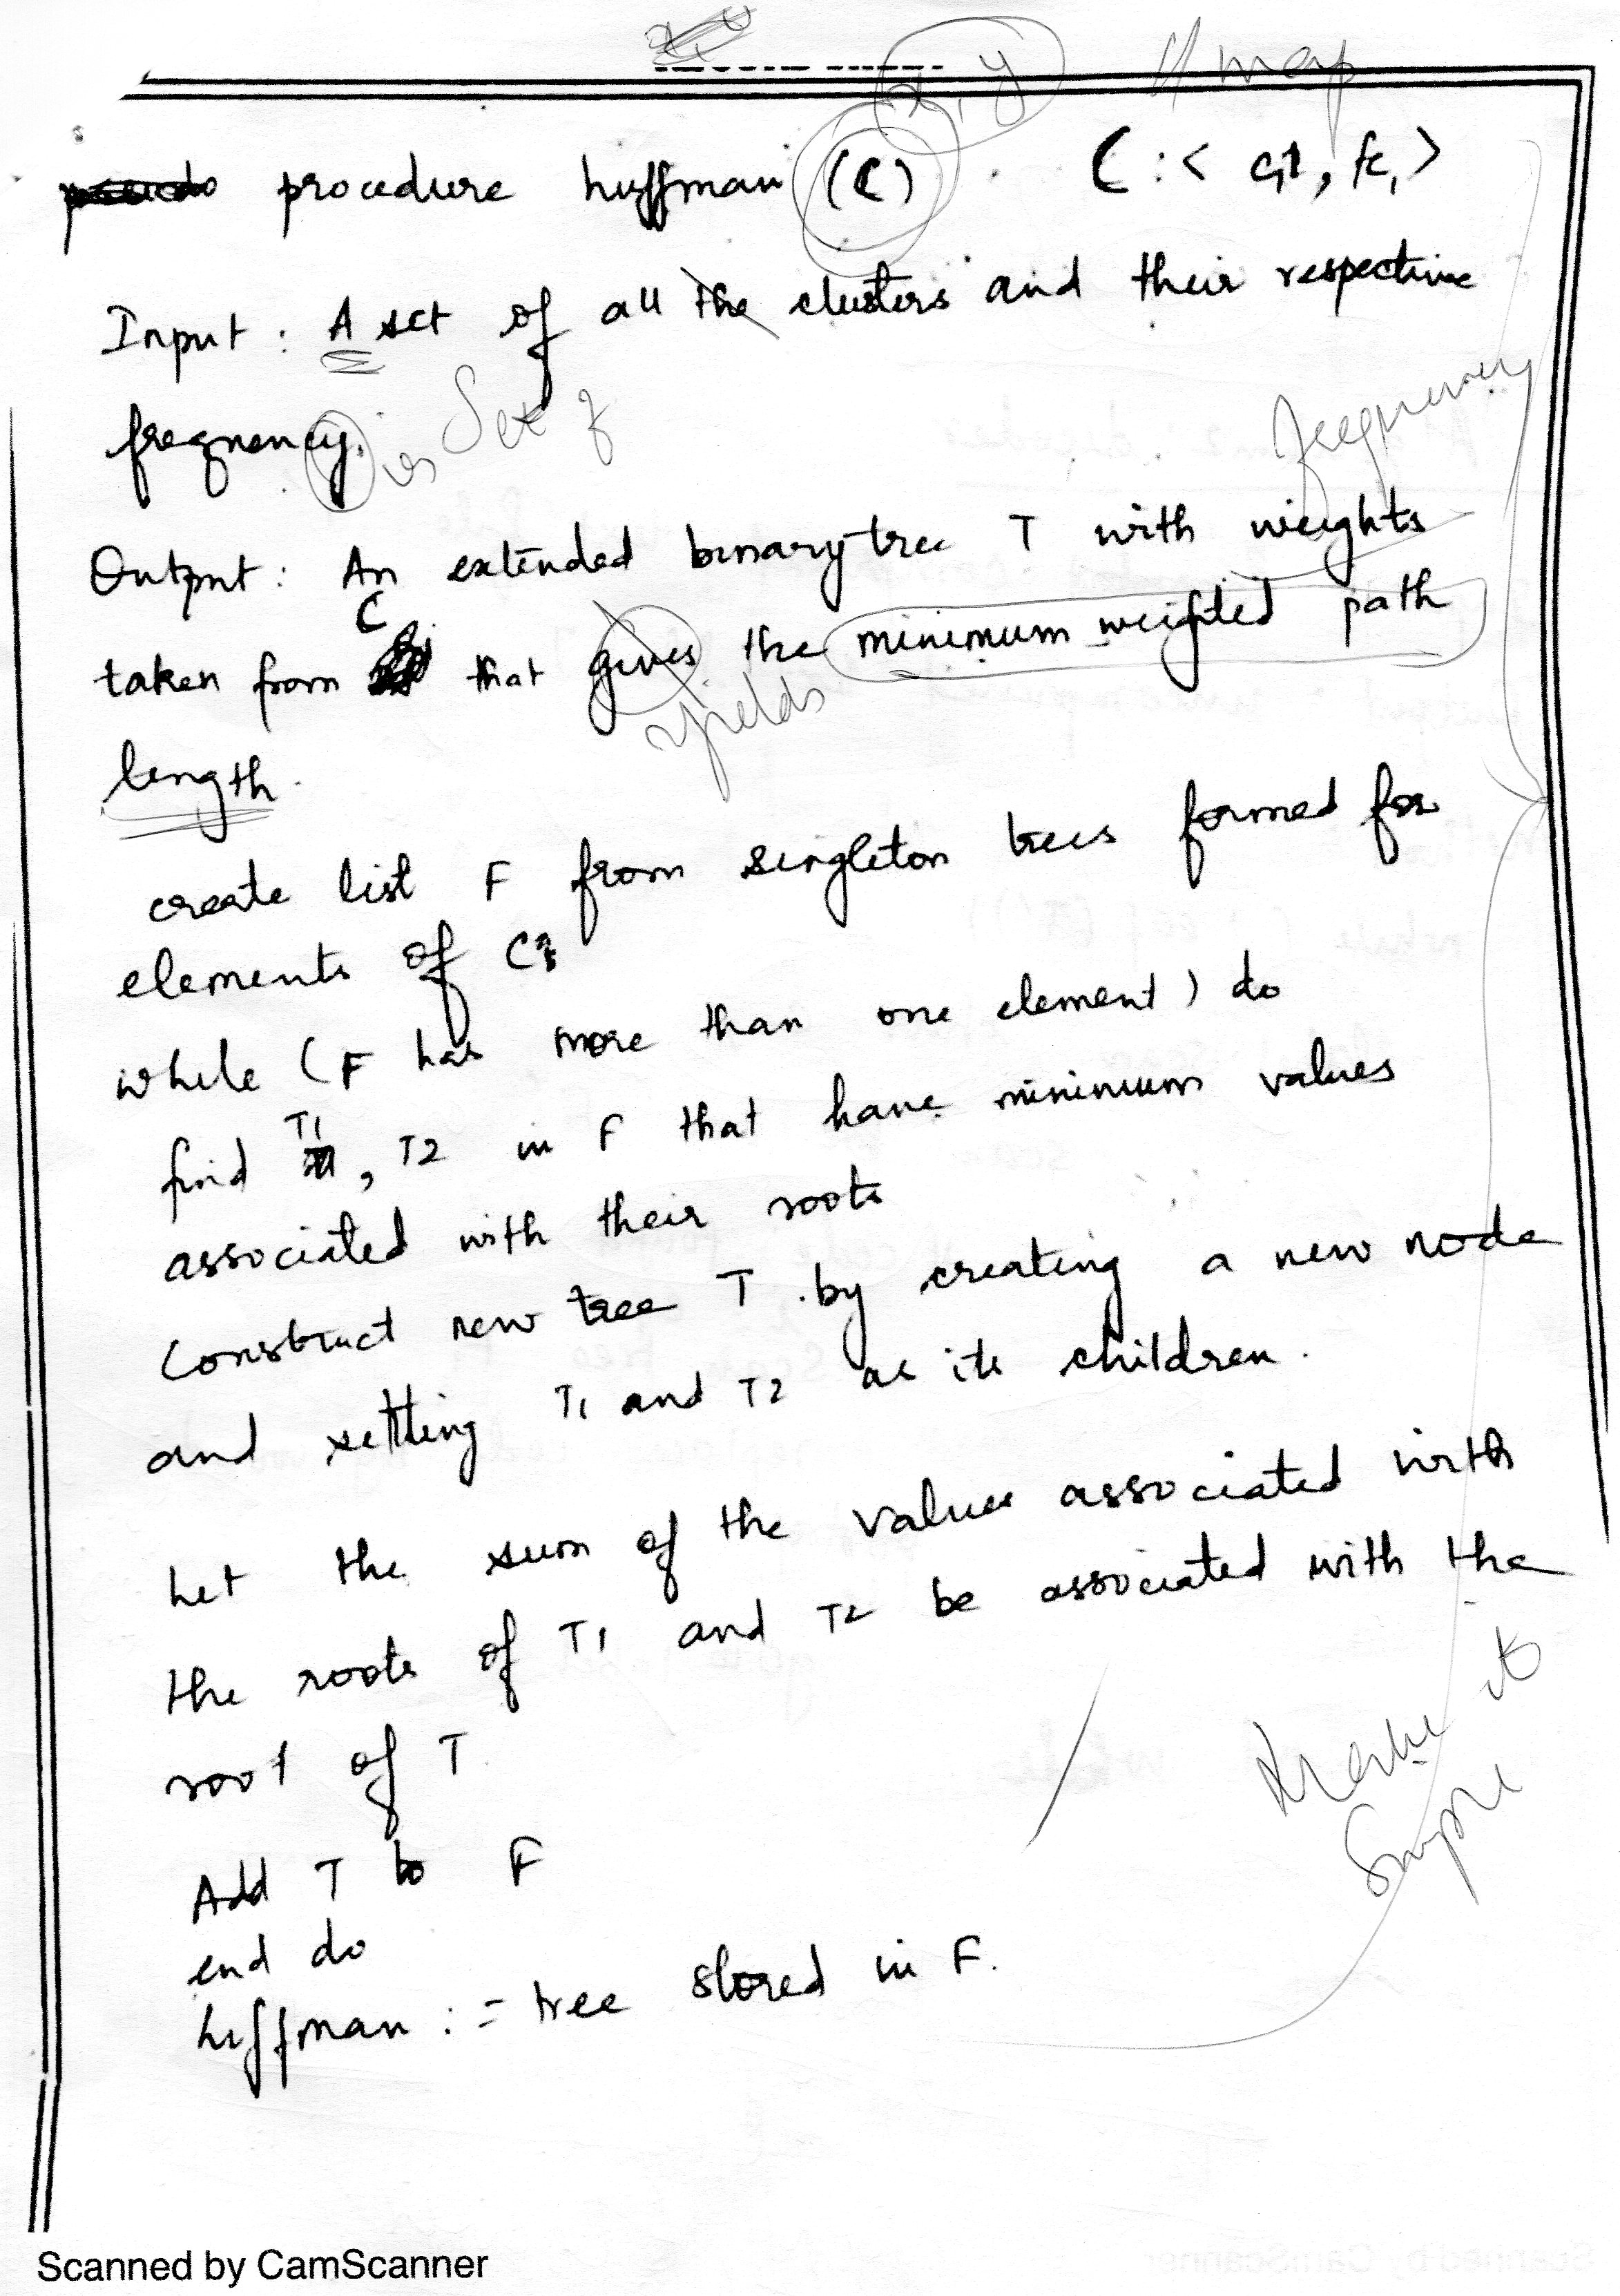 x, y // map
procedure huffman (C) C : < c1, fc1 >
Input : A set of all the clusters and their respective
frequency.
is Set of
frequency
Output : An extended binary tree T with weights
C
taken from that gives the minimum weighted path
yields
length.
create list F from singleton trees formed for
elements of C
while (F has more than one element) do
T1
find , T2 in F that have minimum values
associated with their roots
Construct new tree T by creating a new node
and setting T1 and T2 as its children.
Let the sum of the values associated with
the roots of T1 and T2 be associated with the
root of T
Make it
Simple
Add T to F
end do
huffman := tree stored in F.
Scanned by CamScanner